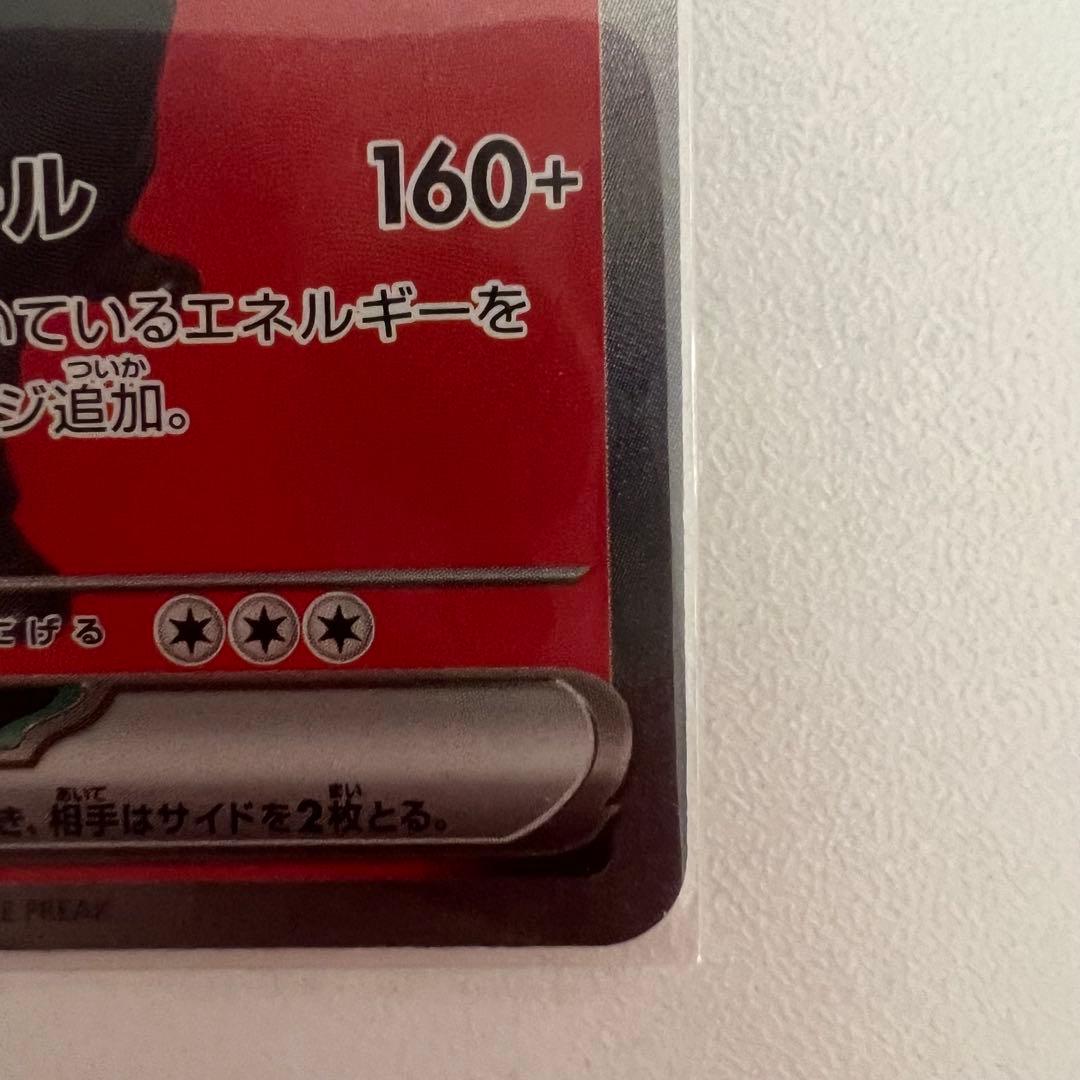 ル 160+
ているエネルギーを
ついか
ジ追加。
げる
あいて まい
き、相手はサイドを2枚とる。
FREAK